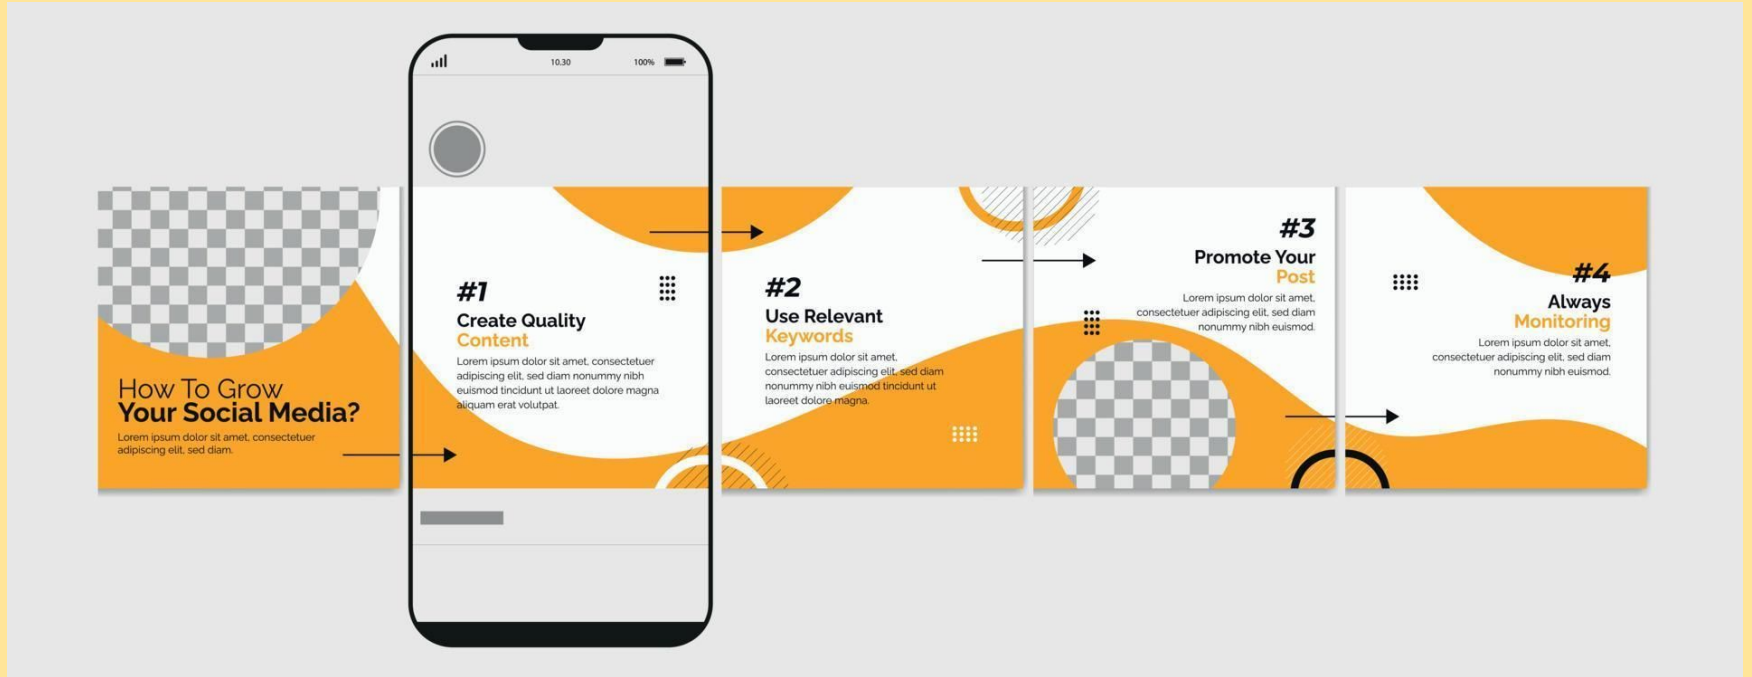 10.30
100%
How To Grow
Your Social Media?
Lorem ipsum dolor sit amet, consectetuer
adipiscing elit, sed diam.
#1
Create Quality
Content
Lorem ipsum dolor sit amet, consectetuer
adipiscing elit, sed diam nonummy nibh
euismod tincidunt ut laoreet dolore magna
aliquam erat volutpat.
#2
Use Relevant
Keywords
Lorem ipsum dolor sit amet,
consectetuer adipiscing elit, sed diam
nonummy nibh euismod tincidunt ut
laoreet dolore magna.
#3
Promote Your
Post
Lorem ipsum dolor sit amet,
consectetuer adipiscing elit, sed diam
nonummy nibh euismod.
#4
Always
Monitoring
Lorem ipsum dolor sit amet,
consectetuer adipiscing elit, sed diam
nonummy nibh euismod.